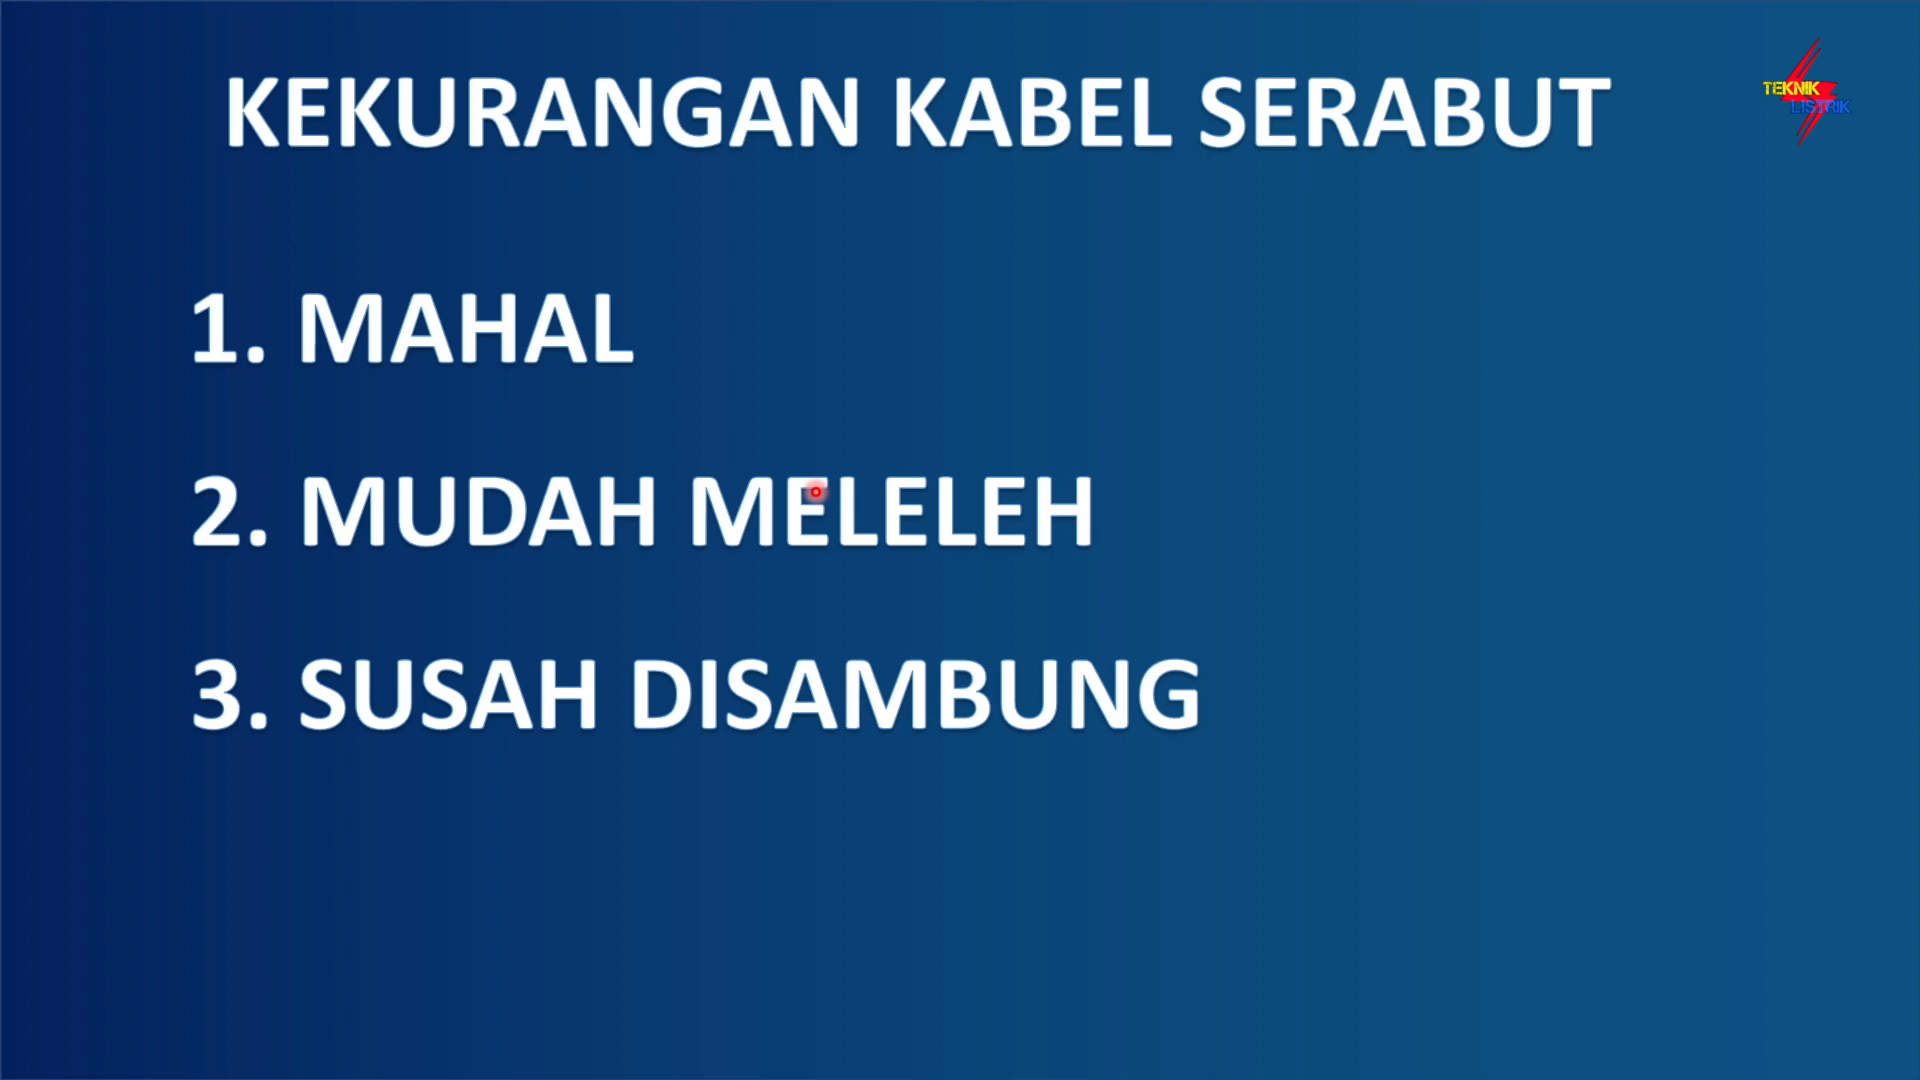 KEKURANGAN KABEL SERABUT
TEKNIK
LISTRIK
1. MAHAL
2. MUDAH MELELEH
3. SUSAH DISAMBUNG